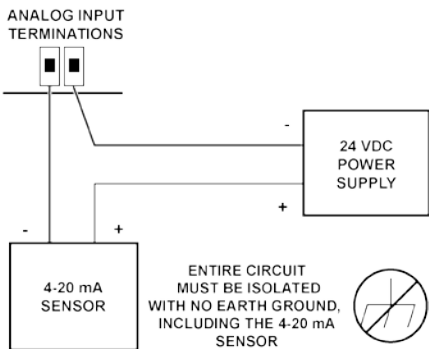 ANALOG INPUT
TERMINATIONS
-
24 VDC
POWER
SUPPLY
+
-
+
4-20 mA
SENSOR
ENTIRE CIRCUIT
MUST BE ISOLATED
WITH NO EARTH GROUND,
INCLUDING THE 4-20 mA
SENSOR